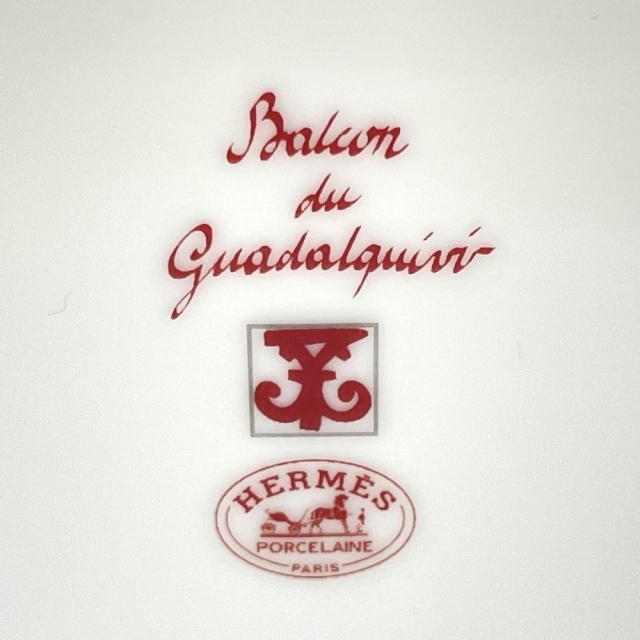 Balcon
du
Guadalquivir
HERMÈS
PORCELAINE
PARIS